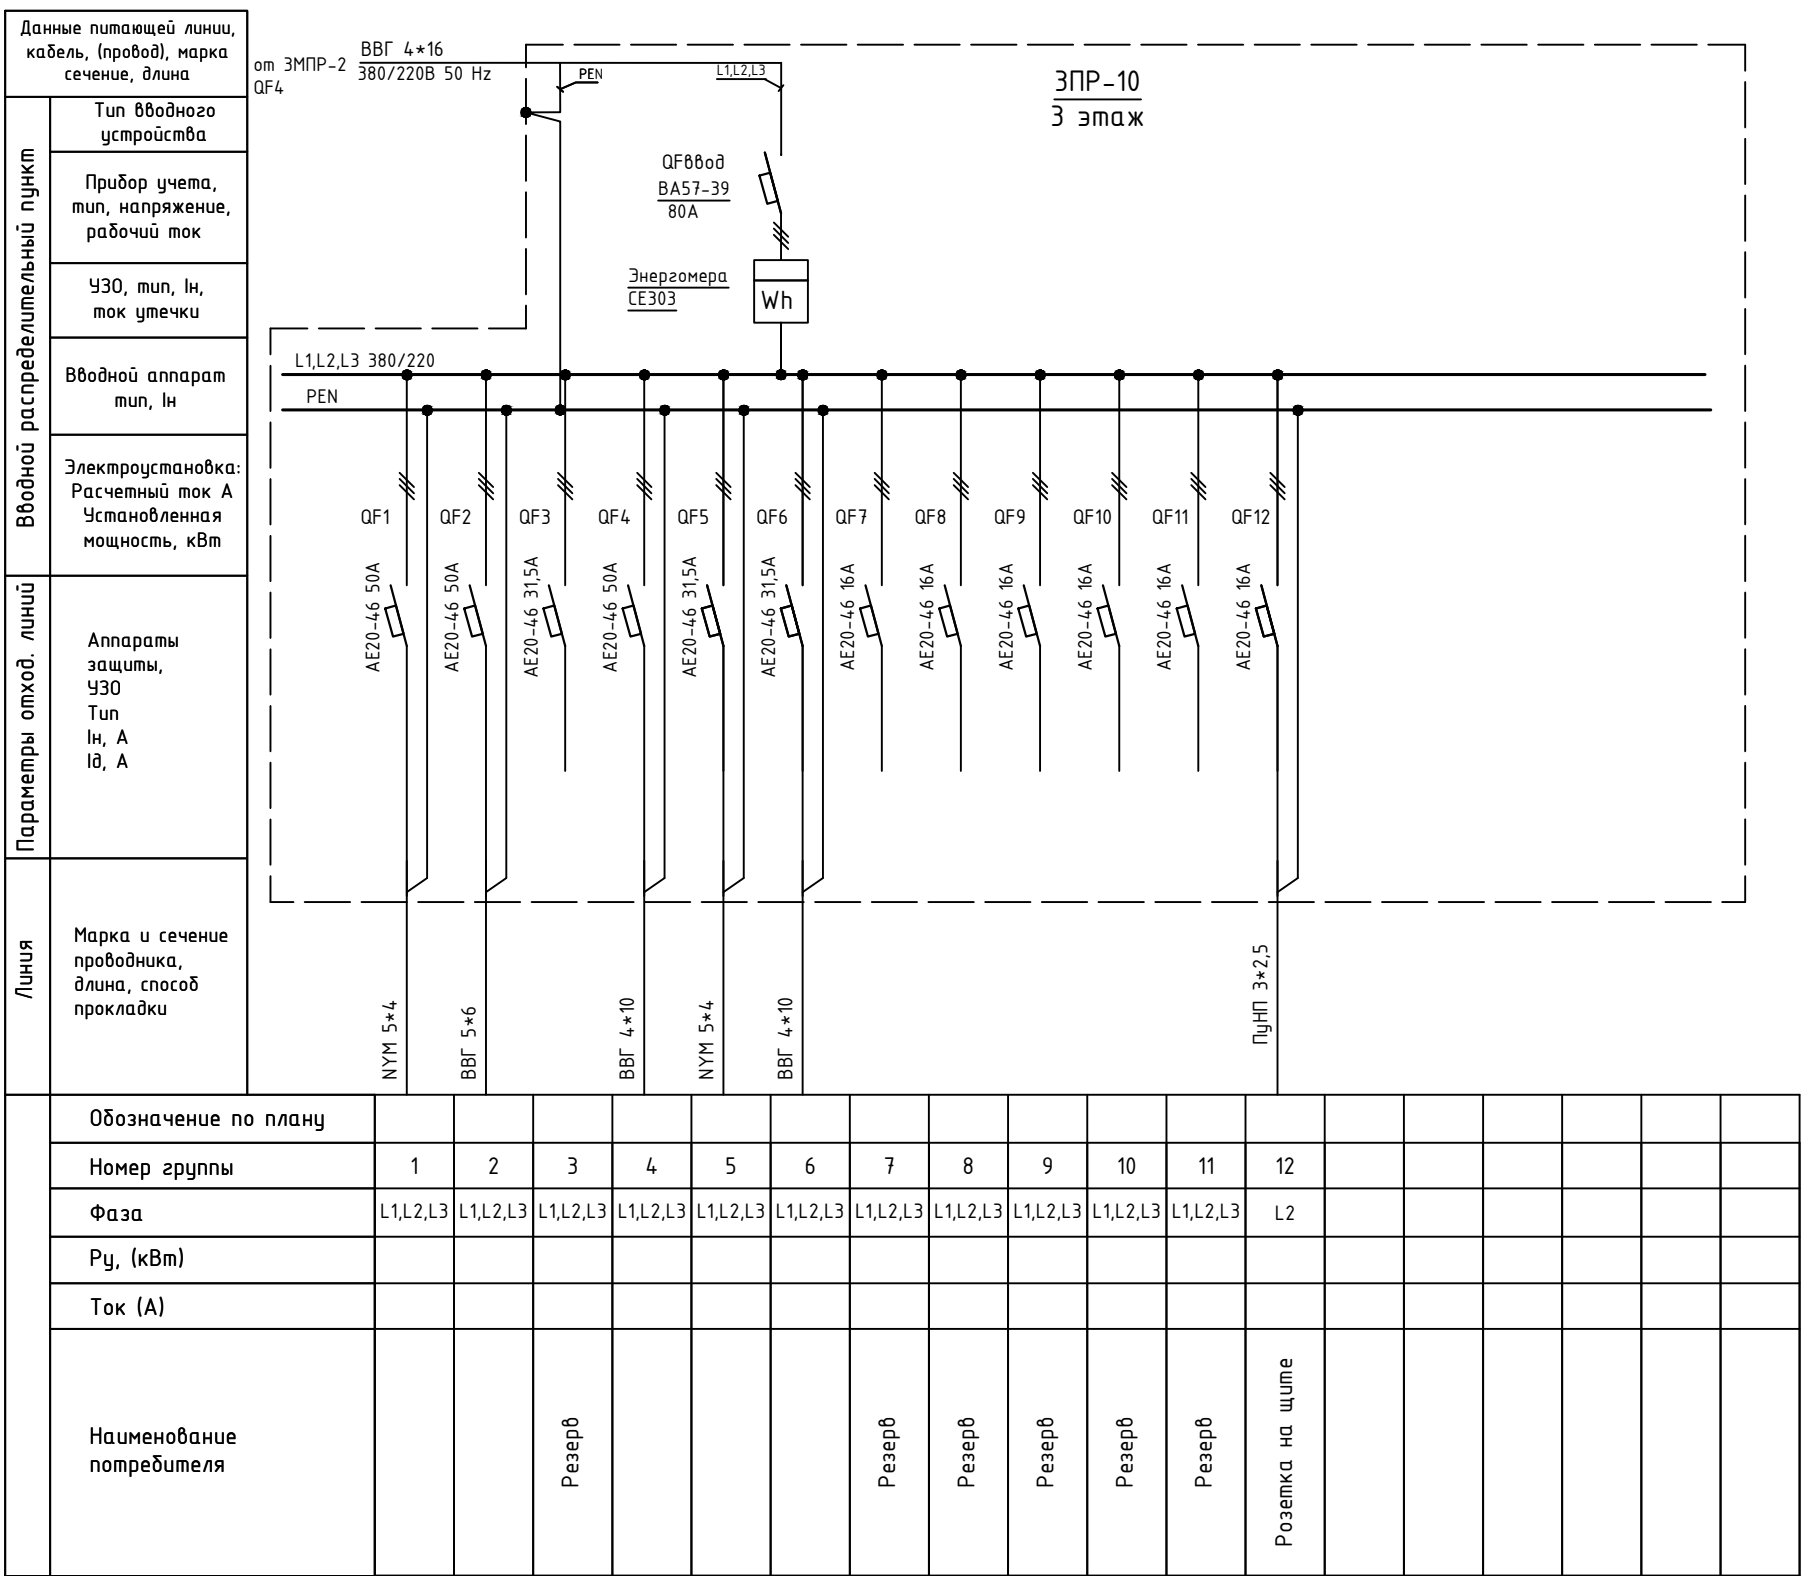 Данные питающей линии,
кабель, (провод), марка
сечение, длина
Вводной распределительный пункт
Тип вводного
устройства
Прибор учета,
тип, напряжение,
рабочий ток
УЗО, тип, Iн,
ток утечки
Вводной аппарат
тип, Iн
Электроустановка:
Расчетный ток А
Установленная
мощность, кВт
Параметры отход. линий
Аппараты
защиты,
УЗО
Тип
Iн, А
Iд, А
Линия
Марка и сечение
проводника,
длина, способ
прокладки
от 3МПР-2
QF4
ВВГ 4*16
380/220В 50 Hz
PEN
L1,L2,L3
3ПР-10
3 этаж
QFввод
ВА57-39
80А
Энергомера
СЕ303
Wh
L1,L2,L3 380/220
PEN
QF1 QF2 QF3 QF4 QF5 QF6 QF7 QF8 QF9 QF10 QF11 QF12
АЕ20-46 50А
АЕ20-46 50А
АЕ20-46 31,5А
АЕ20-46 50А
АЕ20-46 31,5А
АЕ20-46 31,5А
АЕ20-46 16А
АЕ20-46 16А
АЕ20-46 16А
АЕ20-46 16А
АЕ20-46 16А
АЕ20-46 16А
NYM 5*4
ВВГ 5*6
ВВГ 4*10
NYM 5*4
ВВГ 4*10
ПуНП 3*2,5
Обозначение по плану
Номер группы 1 2 3 4 5 6 7 8 9 10 11 12
Фаза L1,L2,L3 L1,L2,L3 L1,L2,L3 L1,L2,L3 L1,L2,L3 L1,L2,L3 L1,L2,L3 L1,L2,L3 L1,L2,L3 L1,L2,L3 L1,L2,L3 L2
Ру, (кВт)
Ток (А)
Наименование
потребителя
Резерв
Резерв
Резерв
Резерв
Резерв
Резерв
Розетка на щите